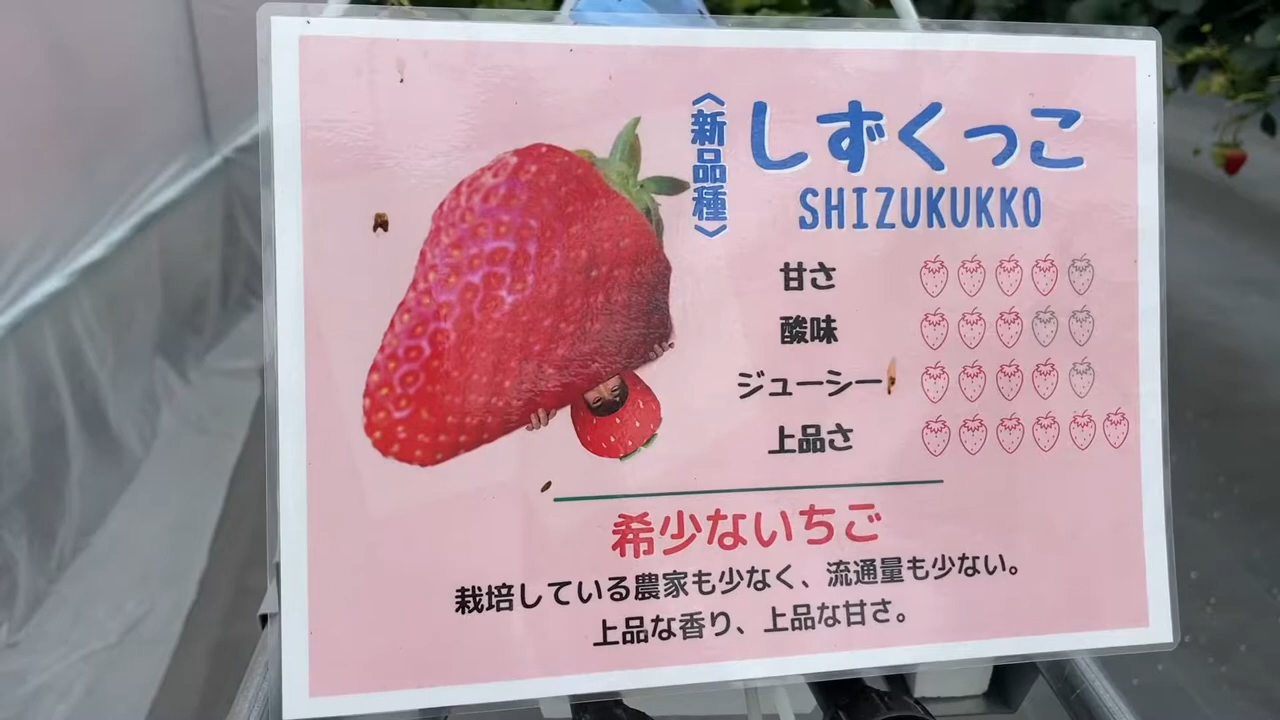 〈新品種〉
しずくっこ
SHIZUKUKKO
甘さ
酸味
ジューシー
上品さ
希少ないちご
栽培している農家も少なく、流通量も少ない。
上品な香り、上品な甘さ。